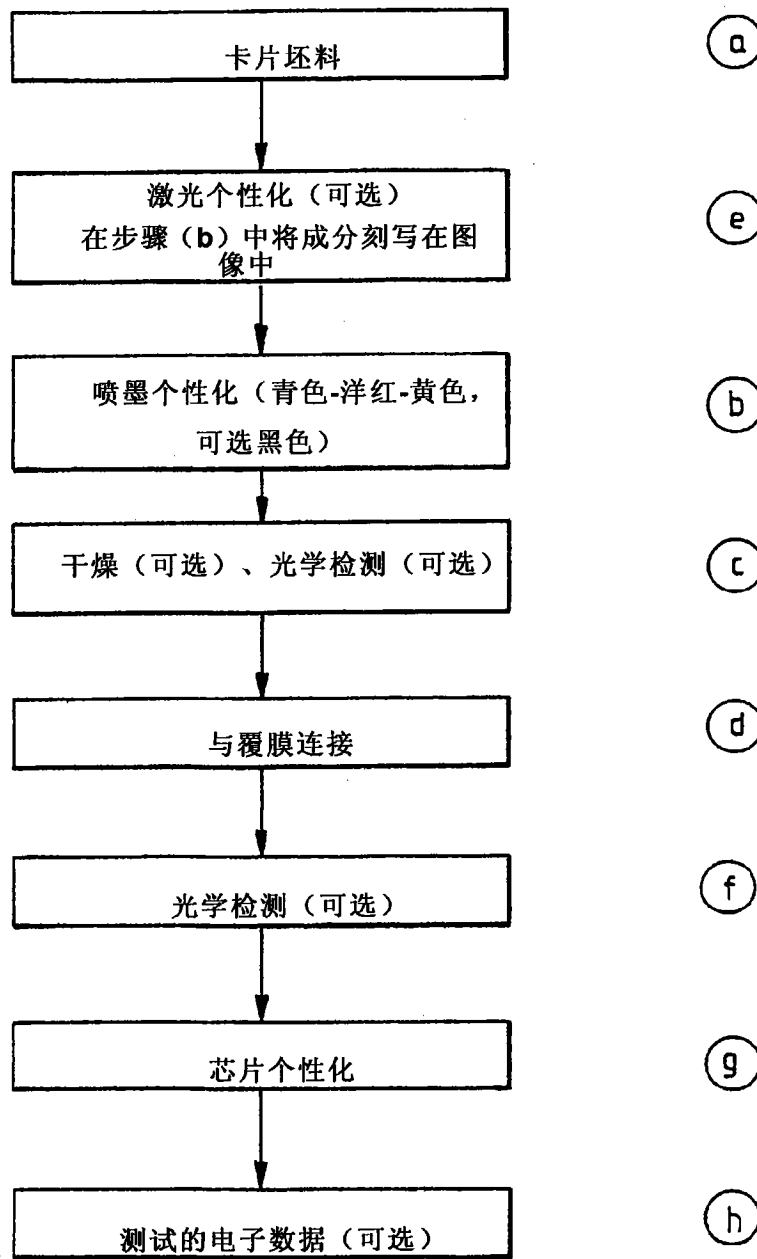 卡片坯料
a
激光个性化（可选）
在步骤（b）中将成分刻写在图
像中
e
喷墨个性化（青色-洋红-黄色，
可选黑色）
b
干燥（可选）、光学检测（可选）
c
与覆膜连接
d
光学检测（可选）
f
芯片个性化
g
测试的电子数据（可选）
h